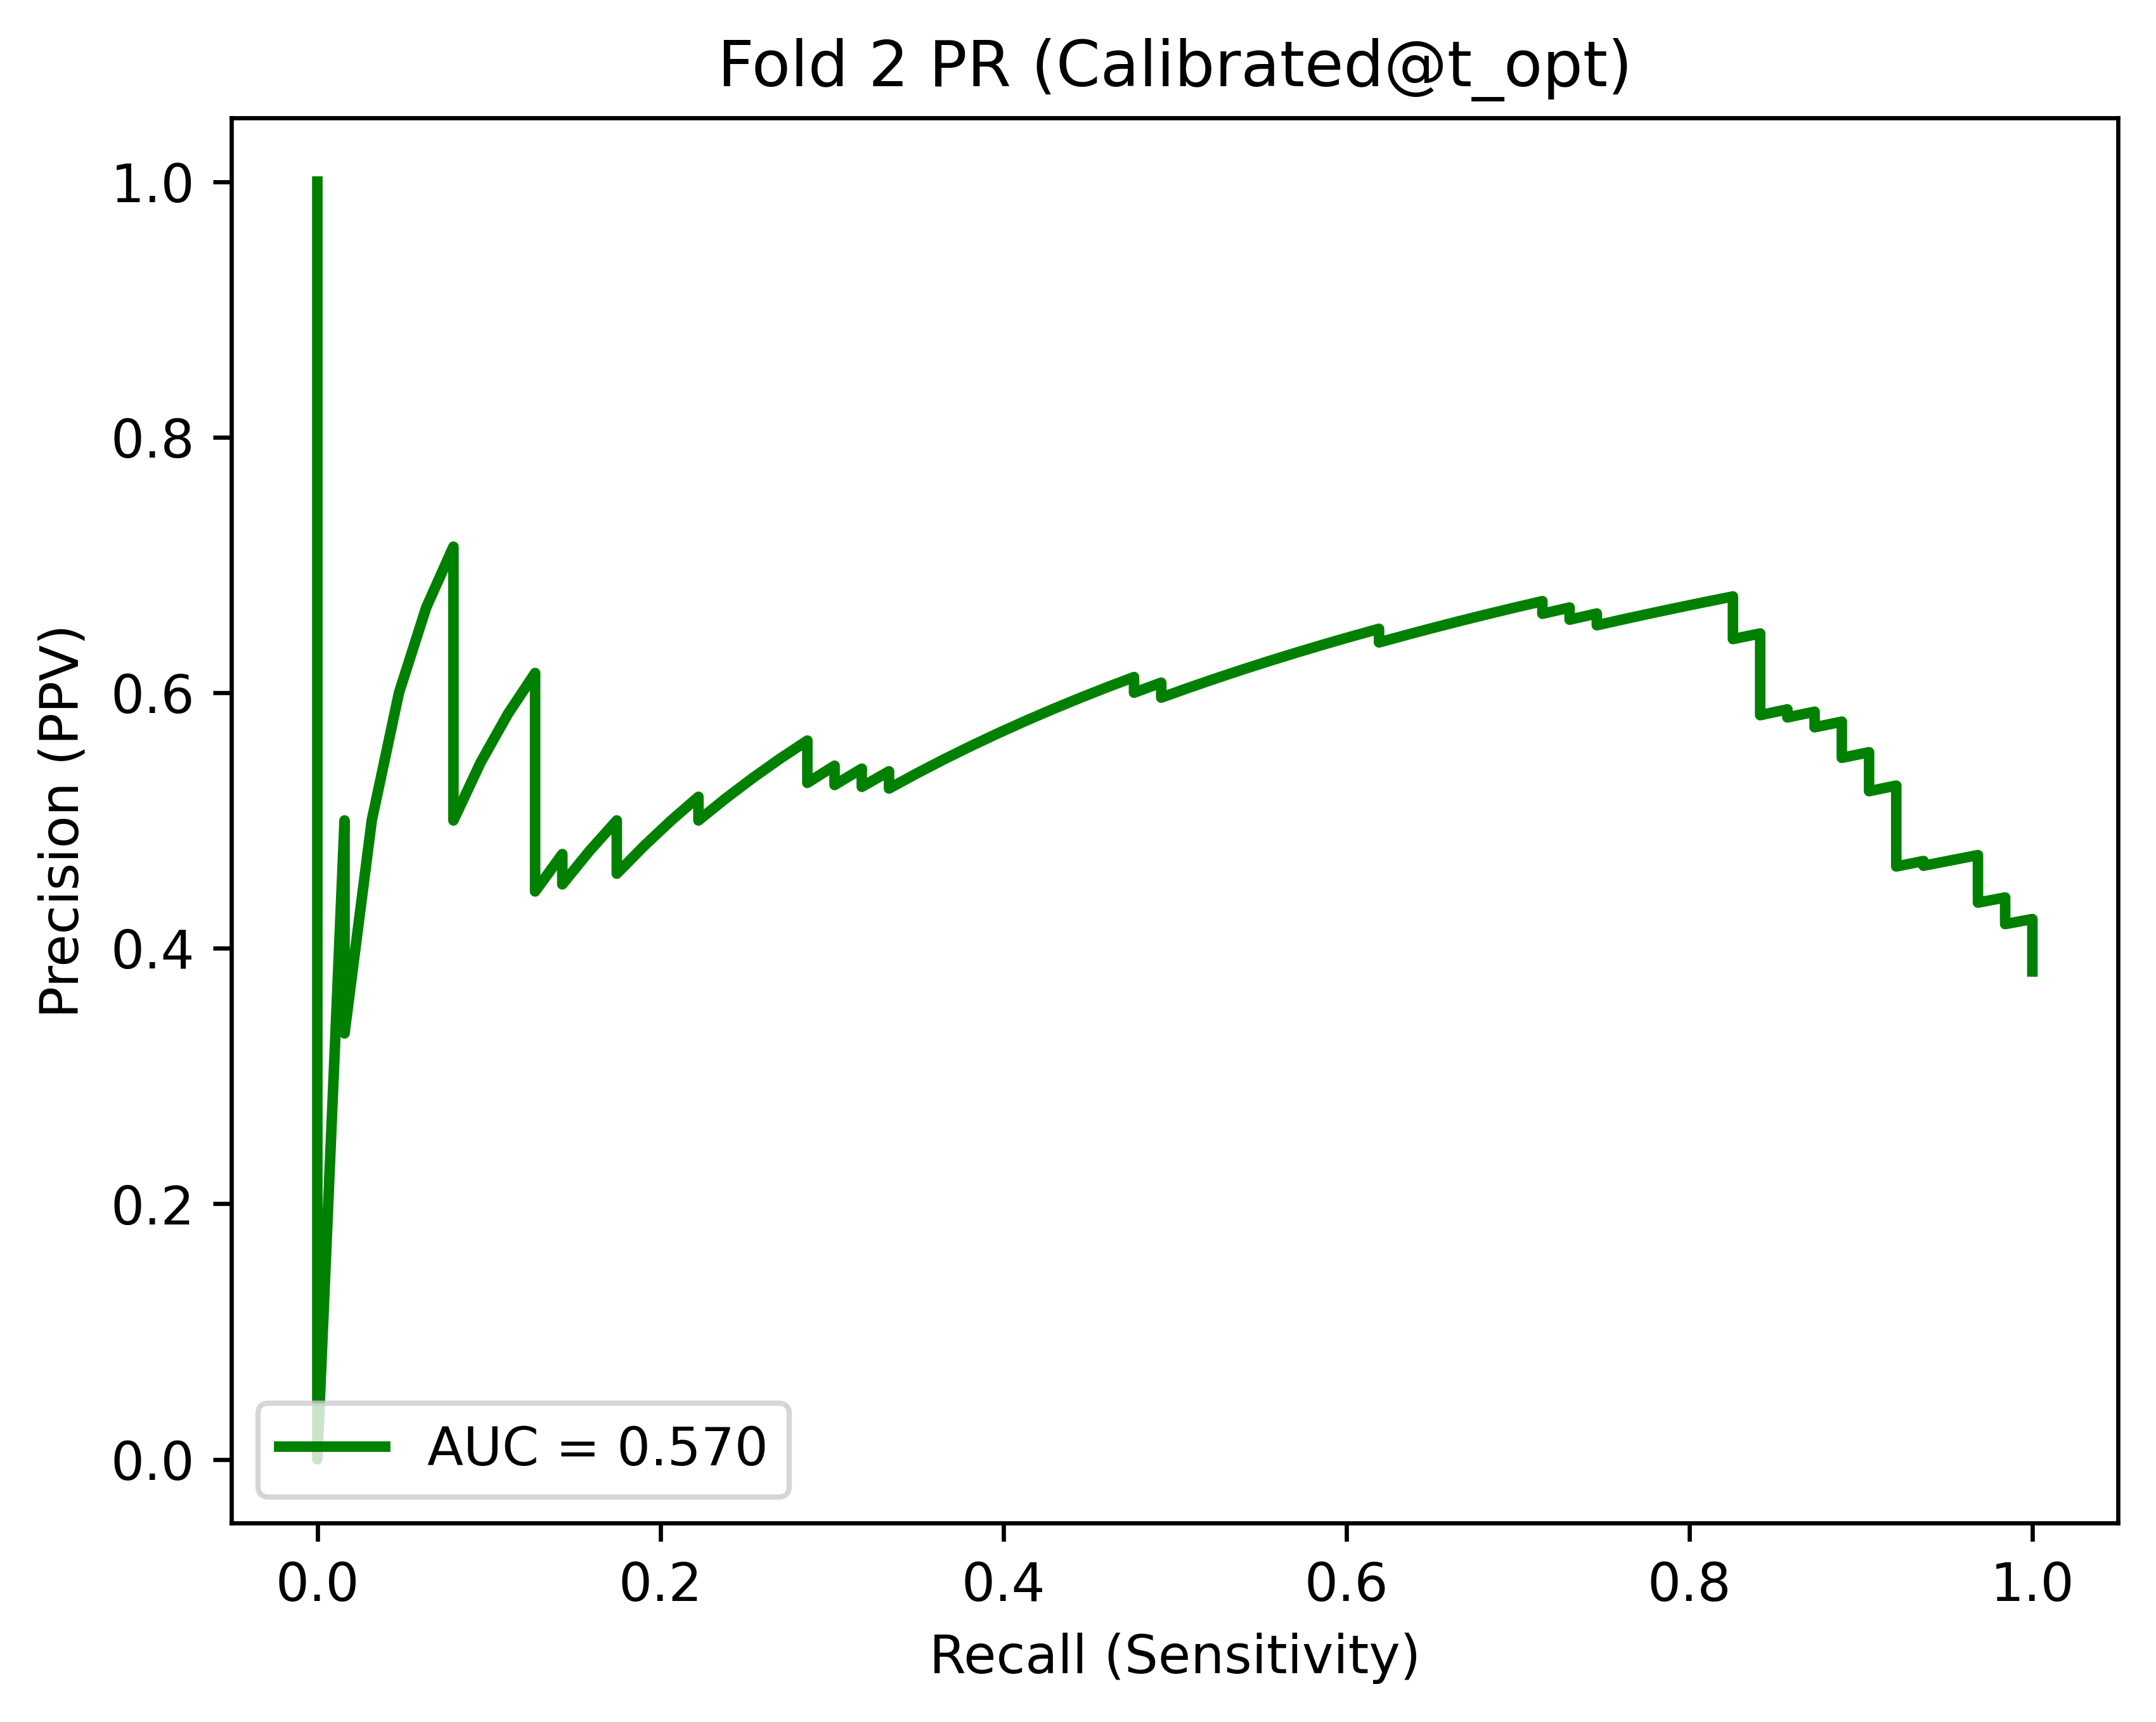 Fold 2 PR (Calibrated@t_opt)
1.0
0.8
0.6
0.4
0.2
0.0
Precision (PPV)
AUC = 0.570
0.0 0.2 0.4 0.6 0.8 1.0
Recall (Sensitivity)